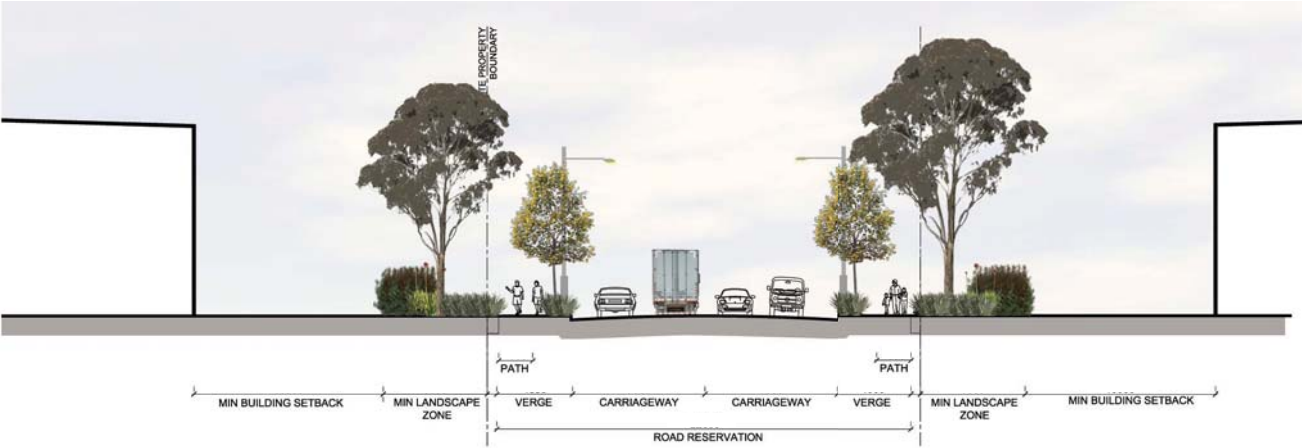 BOUNDARY
PROPERTY
PATH
PATH
MIN BUILDING SETBACK
MIN LANDSCAPE
ZONE
VERGE
CARRIAGEWAY
CARRIAGEWAY
VERGE
MIN LANDSCAPE
ZONE
MIN BUILDING SETBACK
ROAD RESERVATION